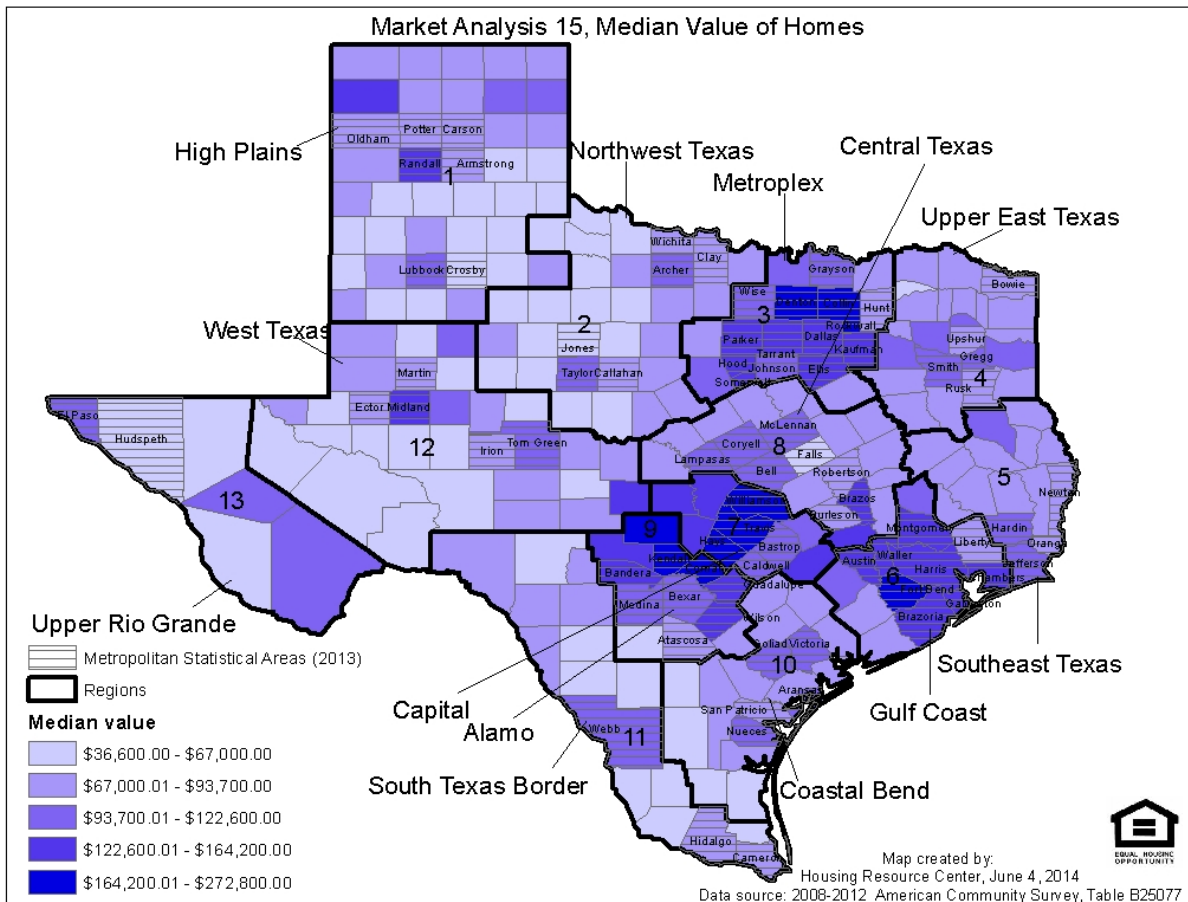 Market Analysis 15, Median Value of Homes
High Plains
Northwest Texas
Central Texas
Metroplex
Upper East Texas
West Texas
Oldham
Potter Carson
Randall
Armstrong
1
Lubbock Crosby
Wichita
Clay
Archer
2
Jones
Taylor Callahan
Grayson
Wise
Hunt
3
Rockwall
Parker
Dallas
Kaufman
Tarrant
Hood
Johnson
Ellis
Bowie
Upshur
Gregg
Smith
4
Rusk
Martin
Ector Midland
El Paso
Hudspeth
12
Irion
Tom Green
McLennan
Coryell
8
Falls
Lampasas
Bell
Robertson
Brazos
Burleson
5
Newton
Hardin
Orange
Jefferson
13
9
7
Bastrop
Caldwell
Bandera
Medina
Bexar
Guadalupe
Wilson
Atascosa
Montgomery
Liberty
Austin
Waller
Harris
Chambers
6
Fort Bend
Galveston
Brazoria
Goliad Victoria
10
Aransas
San Patricio
Nueces
Webb
11
Hidalgo
Cameron
Southeast Texas
Gulf Coast
Capital
Alamo
South Texas Border
Coastal Bend
Upper Rio Grande
Metropolitan Statistical Areas (2013)
Regions
Median value
$36,600.00 - $67,000.00
$67,000.01 - $93,700.00
$93,700.01 - $122,600.00
$122,600.01 - $164,200.00
$164,200.01 - $272,800.00
EQUAL HOUSING
OPPORTUNITY
Map created by:
Housing Resource Center, June 4, 2014
Data source: 2008-2012 American Community Survey, Table B25077